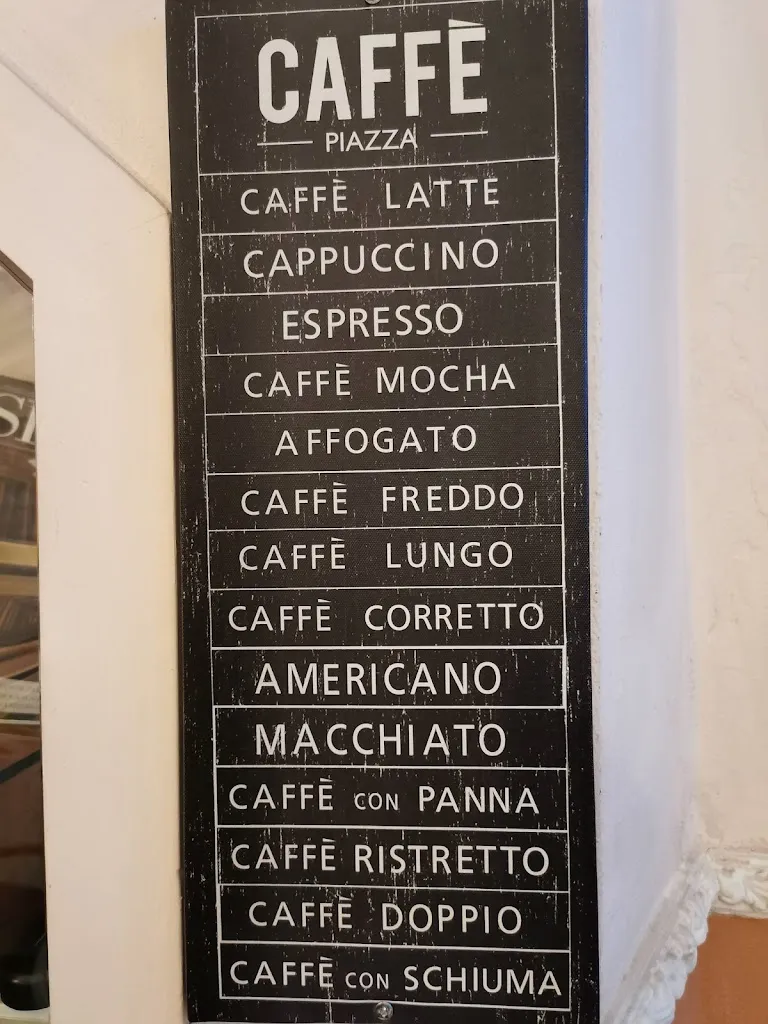 CAFFÈ
PIAZZA
CAFFÈ LATTE
CAPPUCCINO
ESPRESSO
CAFFÈ MOCHA
AFFOGATO
CAFFÈ FREDDO
CAFFÈ LUNGO
CAFFÈ CORRETTO
AMERICANO
MACCHIATO
CAFFÈ CON PANNA
CAFFÈ RISTRETTO
CAFFÈ DOPPIO
CAFFÈ CON SCHIUMA